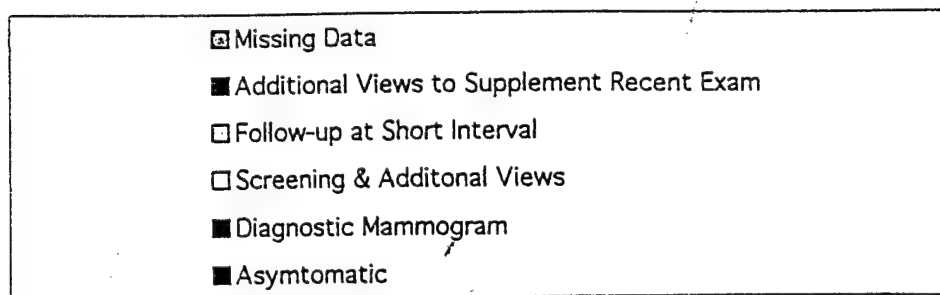 Missing Data
Additional Views to Supplement Recent Exam
Follow-up at Short Interval
Screening & Additonal Views
Diagnostic Mammogram
Asymtomatic